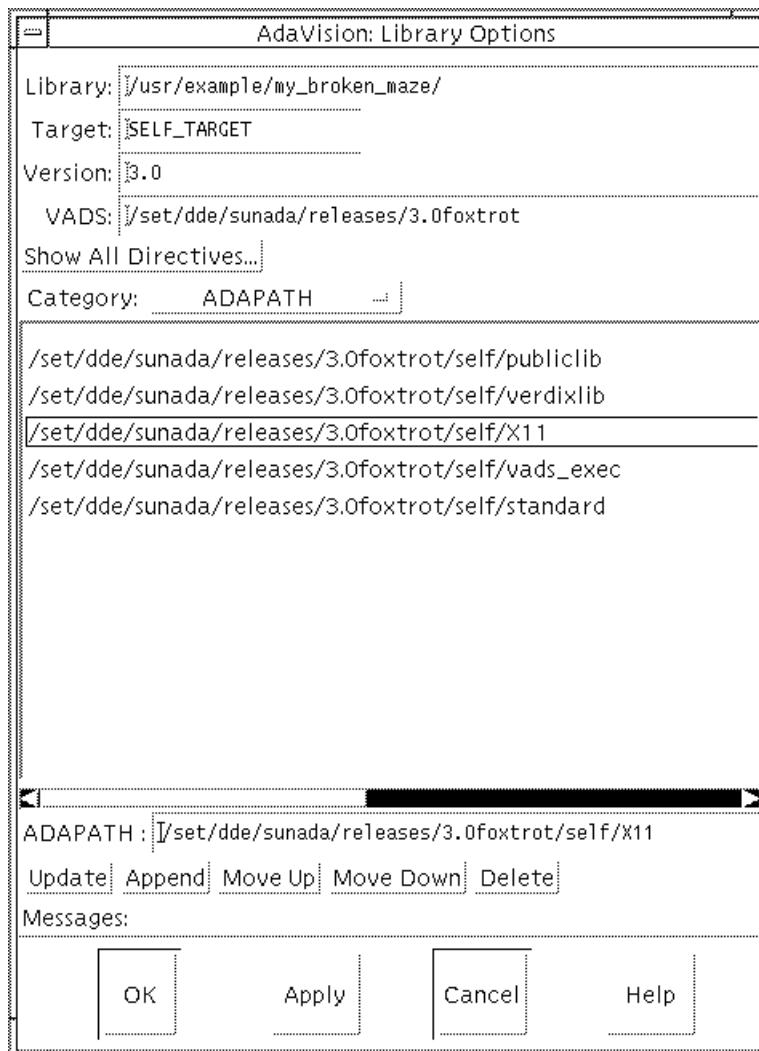 AdaVision: Library Options
Library: /usr/example/my_broken_maze/
Target: SELF_TARGET
Version: 3.0
VADS: /set/dde/sunada/releases/3.0foxtrot
Show All Directives...
Category: ADAPATH
/set/dde/sunada/releases/3.0foxtrot/self/publiclib
/set/dde/sunada/releases/3.0foxtrot/self/verdixlib
/set/dde/sunada/releases/3.0foxtrot/self/X11
/set/dde/sunada/releases/3.0foxtrot/self/vads_exec
/set/dde/sunada/releases/3.0foxtrot/self/standard
ADAPATH : /set/dde/sunada/releases/3.0foxtrot/self/X11
Update Append Move Up Move Down Delete
Messages:
OK Apply Cancel Help